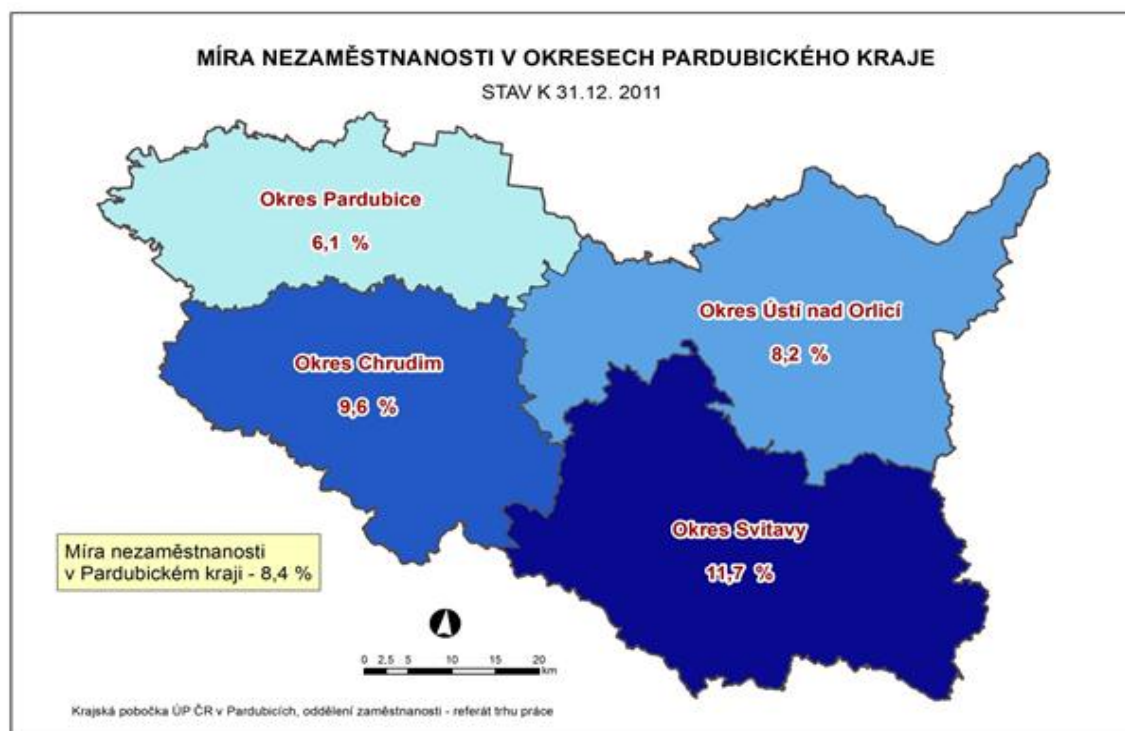 MÍRA NEZAMĚSTNANOSTI V OKRESECH PARDUBICKÉHO KRAJE
STAV K 31.12. 2011
Okres Pardubice
6,1 %
Okres Ústí nad Orlicí
8,2 %
Okres Chrudim
9,6 %
Okres Svitavy
11,7 %
Míra nezaměstnanosti
v Pardubickém kraji - 8,4 %
0 2,5 5 10 15 20
km
Krajská pobočka ÚP ČR v Pardubicích, oddělení zaměstnanosti - referát trhu práce